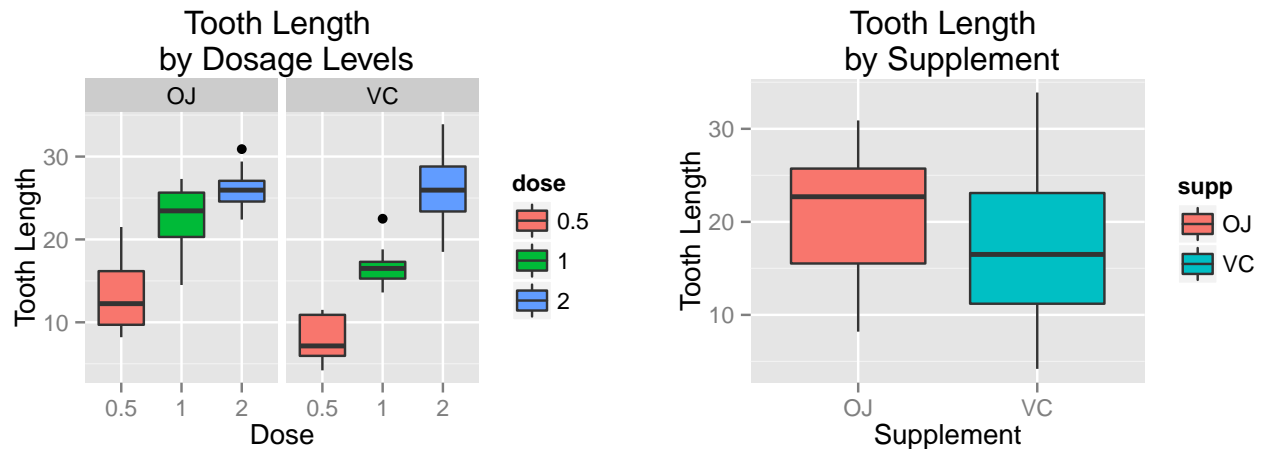 Tooth Length
by Dosage Levels
OJ VC
30
20
10
Tooth Length
0.5 1 2 0.5 1 2
Dose
dose
0.5
1
2
Tooth Length
by Supplement
30
20
10
Tooth Length
OJ VC
Supplement
supp
OJ
VC